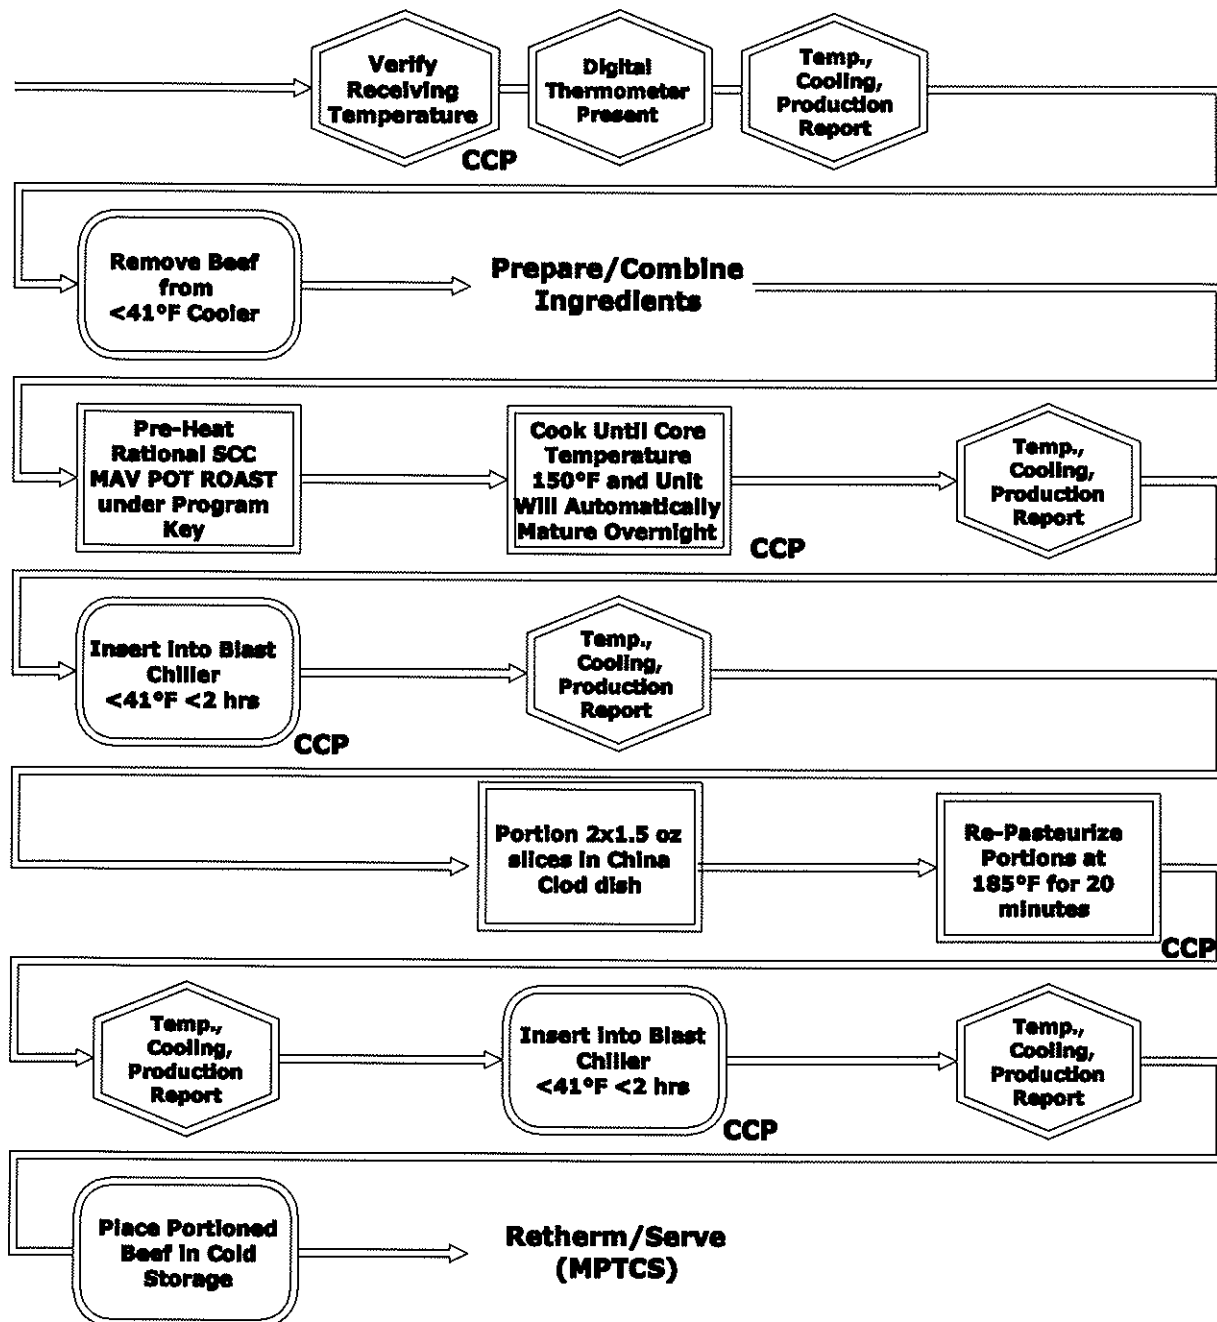 Verify
Receiving
Temperature
CCP
Digital
Thermometer
Present
Temp.,
Cooling,
Production
Report
Remove Beef
from
<41°F Cooler
Prepare/Combine
Ingredients
Pre-Heat
Rational SCC
MAV POT ROAST
under Program
Key
Cook Until Core
Temperature
150°F and Unit
Will Automatically
Mature Overnight
CCP
Temp.,
Cooling,
Production
Report
Insert into Blast
Chiller
<41°F <2 hrs
CCP
Temp.,
Cooling,
Production
Report
Portion 2x1.5 oz
slices in China
Clod dish
Re-Pasteurize
Portions at
185°F for 20
minutes
CCP
Temp.,
Cooling,
Production
Report
Insert into Blast
Chiller
<41°F <2 hrs
CCP
Temp.,
Cooling,
Production
Report
Place Portioned
Beef in Cold
Storage
Retherm/Serve
(MPTCS)